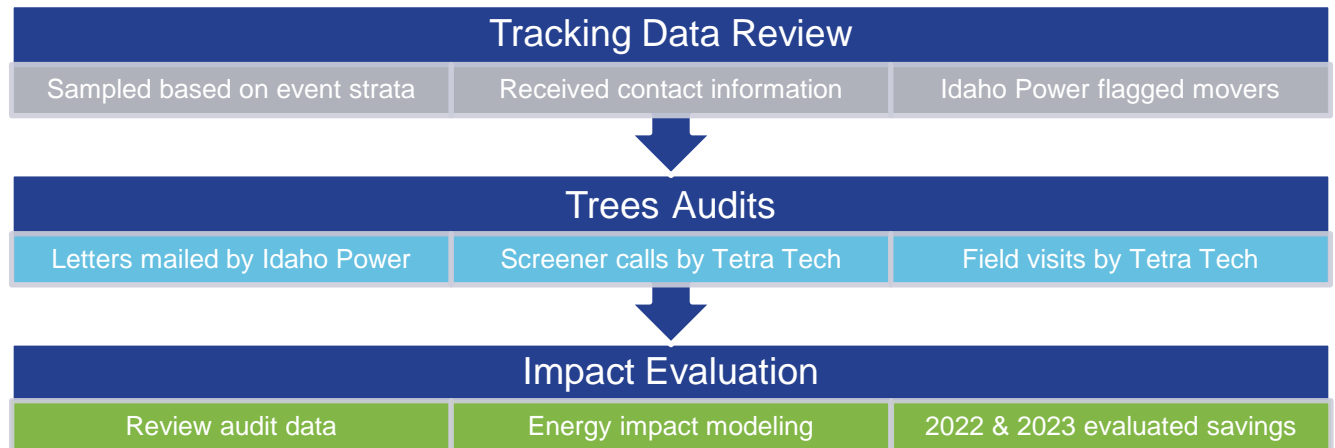 Tracking Data Review
Sampled based on event strata
Received contact information
Idaho Power flagged movers
Trees Audits
Letters mailed by Idaho Power
Screener calls by Tetra Tech
Field visits by Tetra Tech
Impact Evaluation
Review audit data
Energy impact modeling
2022 & 2023 evaluated savings